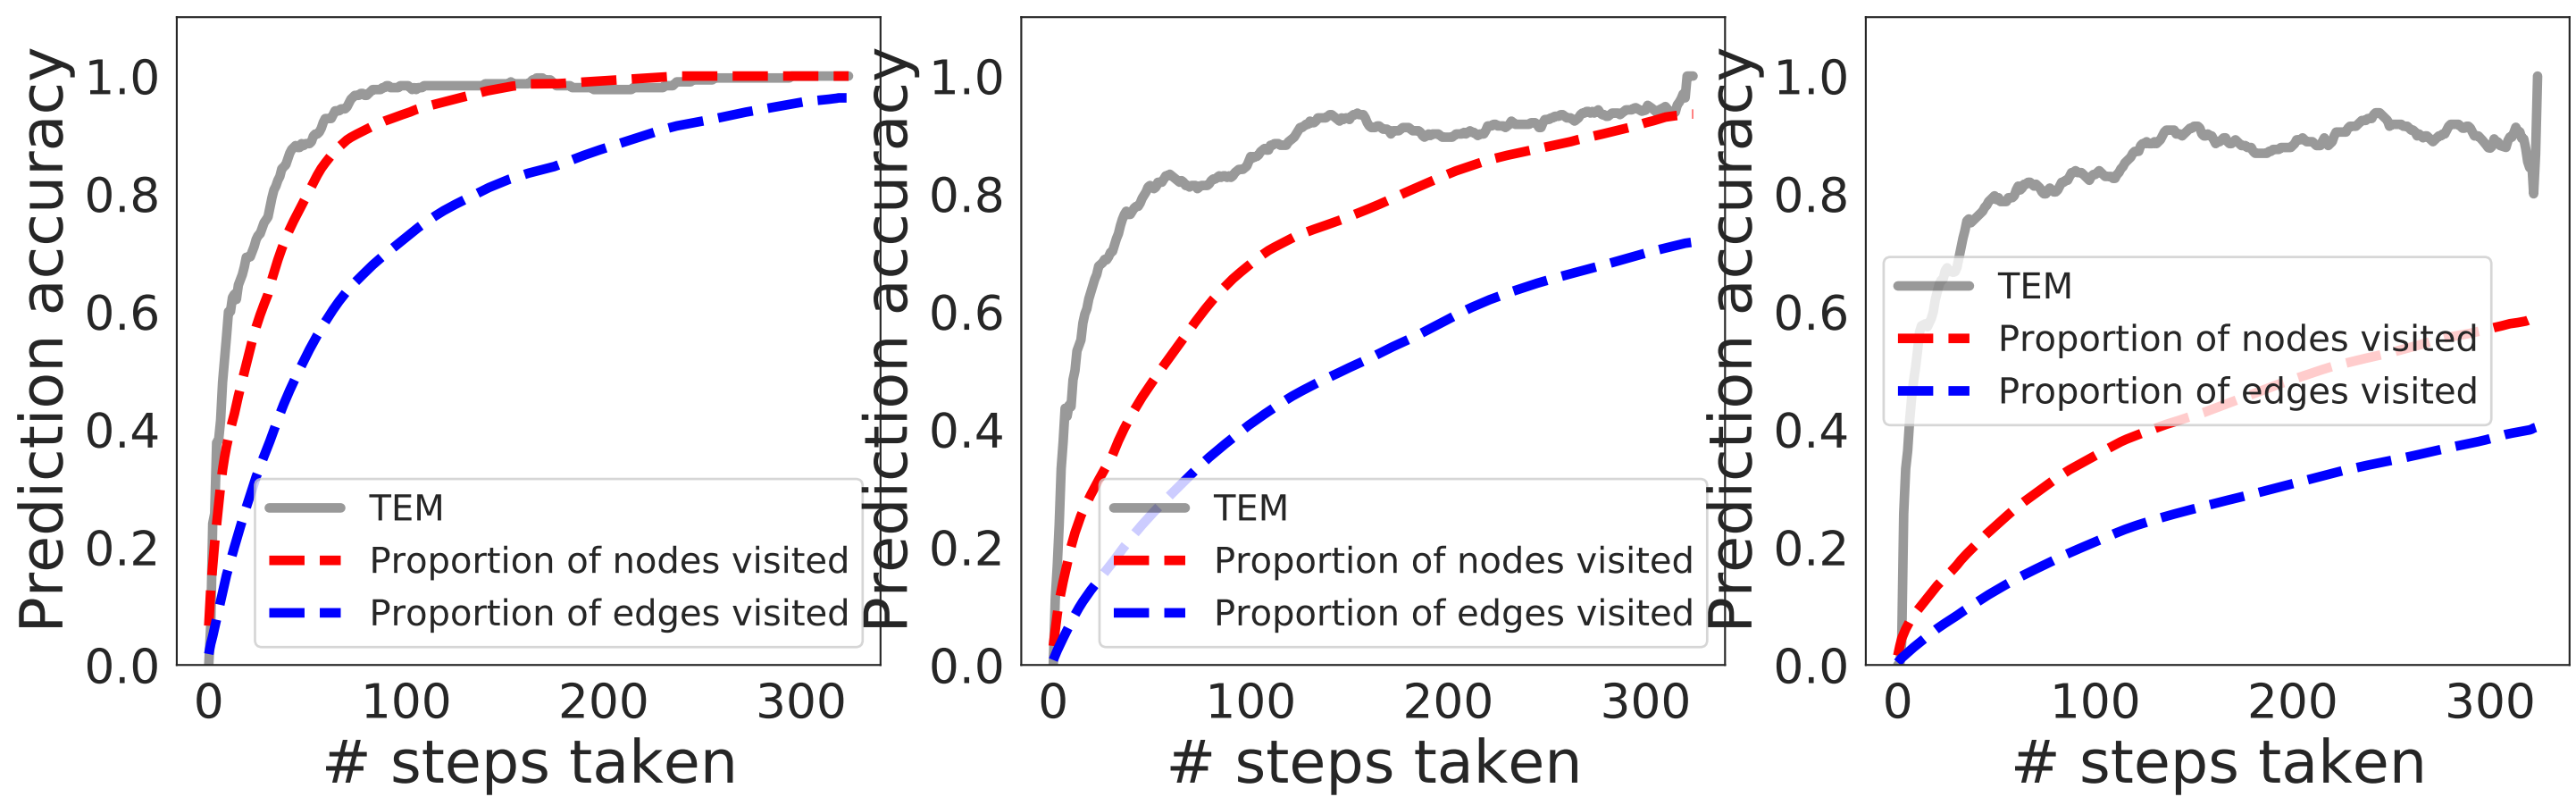 Prediction accuracy
1.0
0.8
0.6
0.4
0.2
0.0
TEM
Proportion of nodes visited
Proportion of edges visited
0 100 200 300
# steps taken
Prediction accuracy
1.0
0.8
0.6
0.4
0.2
0.0
TEM
Proportion of nodes visited
Proportion of edges visited
0 100 200 300
# steps taken
Prediction accuracy
1.0
0.8
0.6
0.4
0.2
0.0
TEM
Proportion of nodes visited
Proportion of edges visited
0 100 200 300
# steps taken